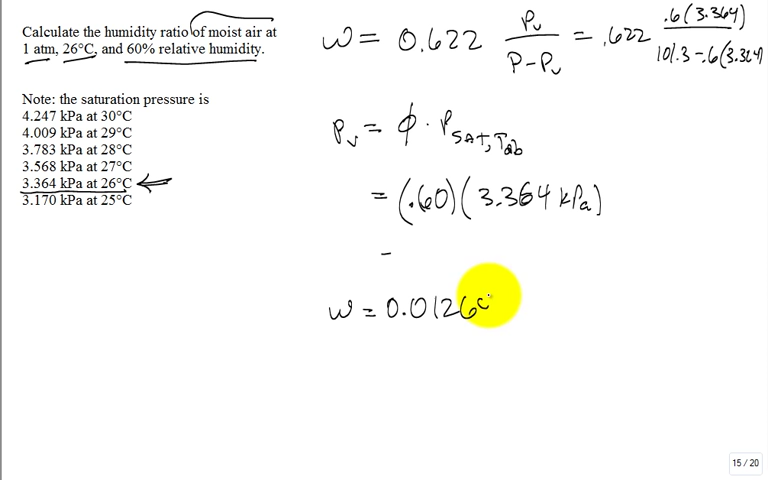 Calculate the humidity ratio of moist air at
1 atm, 26°C, and 60% relative humidity.
Note: the saturation pressure is
4.247 kPa at 30°C
4.009 kPa at 29°C
3.783 kPa at 28°C
3.568 kPa at 27°C
3.364 kPa at 26°C
3.170 kPa at 25°C
ω = 0.622 Pv / P-Pv = .622 .6(3.364) / 101.3-.6(3.364)
Pv = ϕ · PSAT,Tdb
= (.60)(3.364 kPa)
=
ω = 0.0126
15 / 20